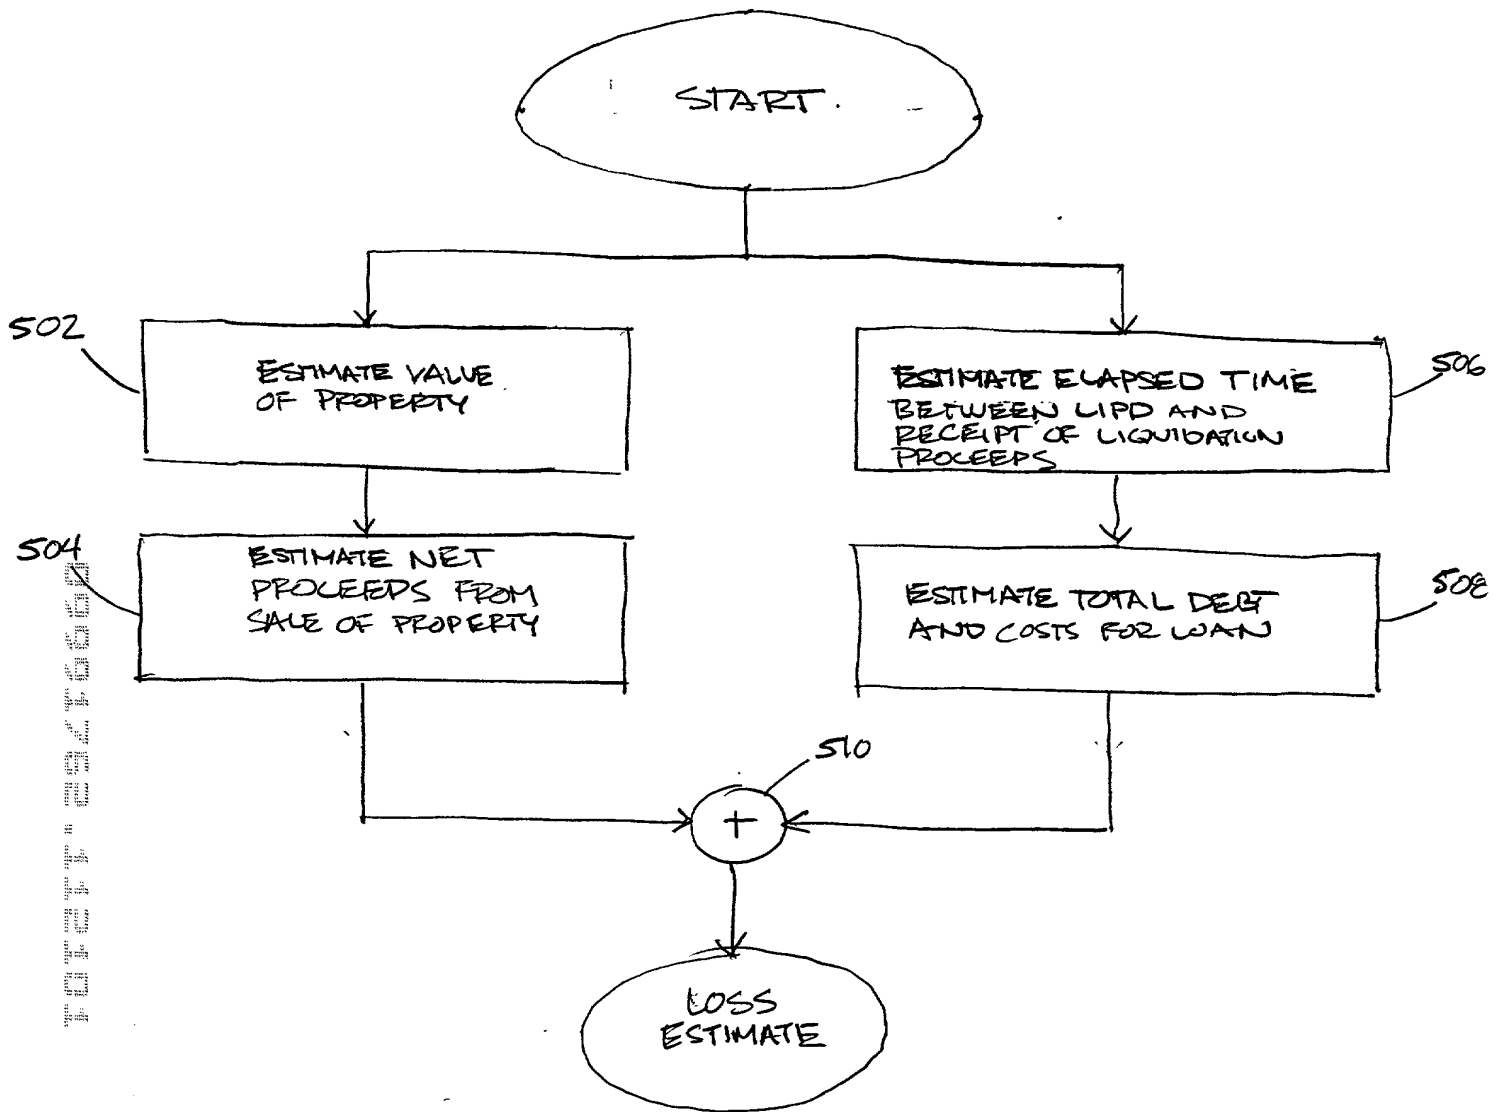 START.
502
ESTIMATE VALUE
OF PROPERTY
506
ESTIMATE ELAPSED TIME
BETWEEN LIPD AND
RECEIPT OF LIQUIDATION
PROCEEDS
504
ESTIMATE NET
PROCEEDS FROM
SALE OF PROPERTY
508
ESTIMATE TOTAL DEBT
AND COSTS FOR LOAN
510
+
LOSS
ESTIMATE